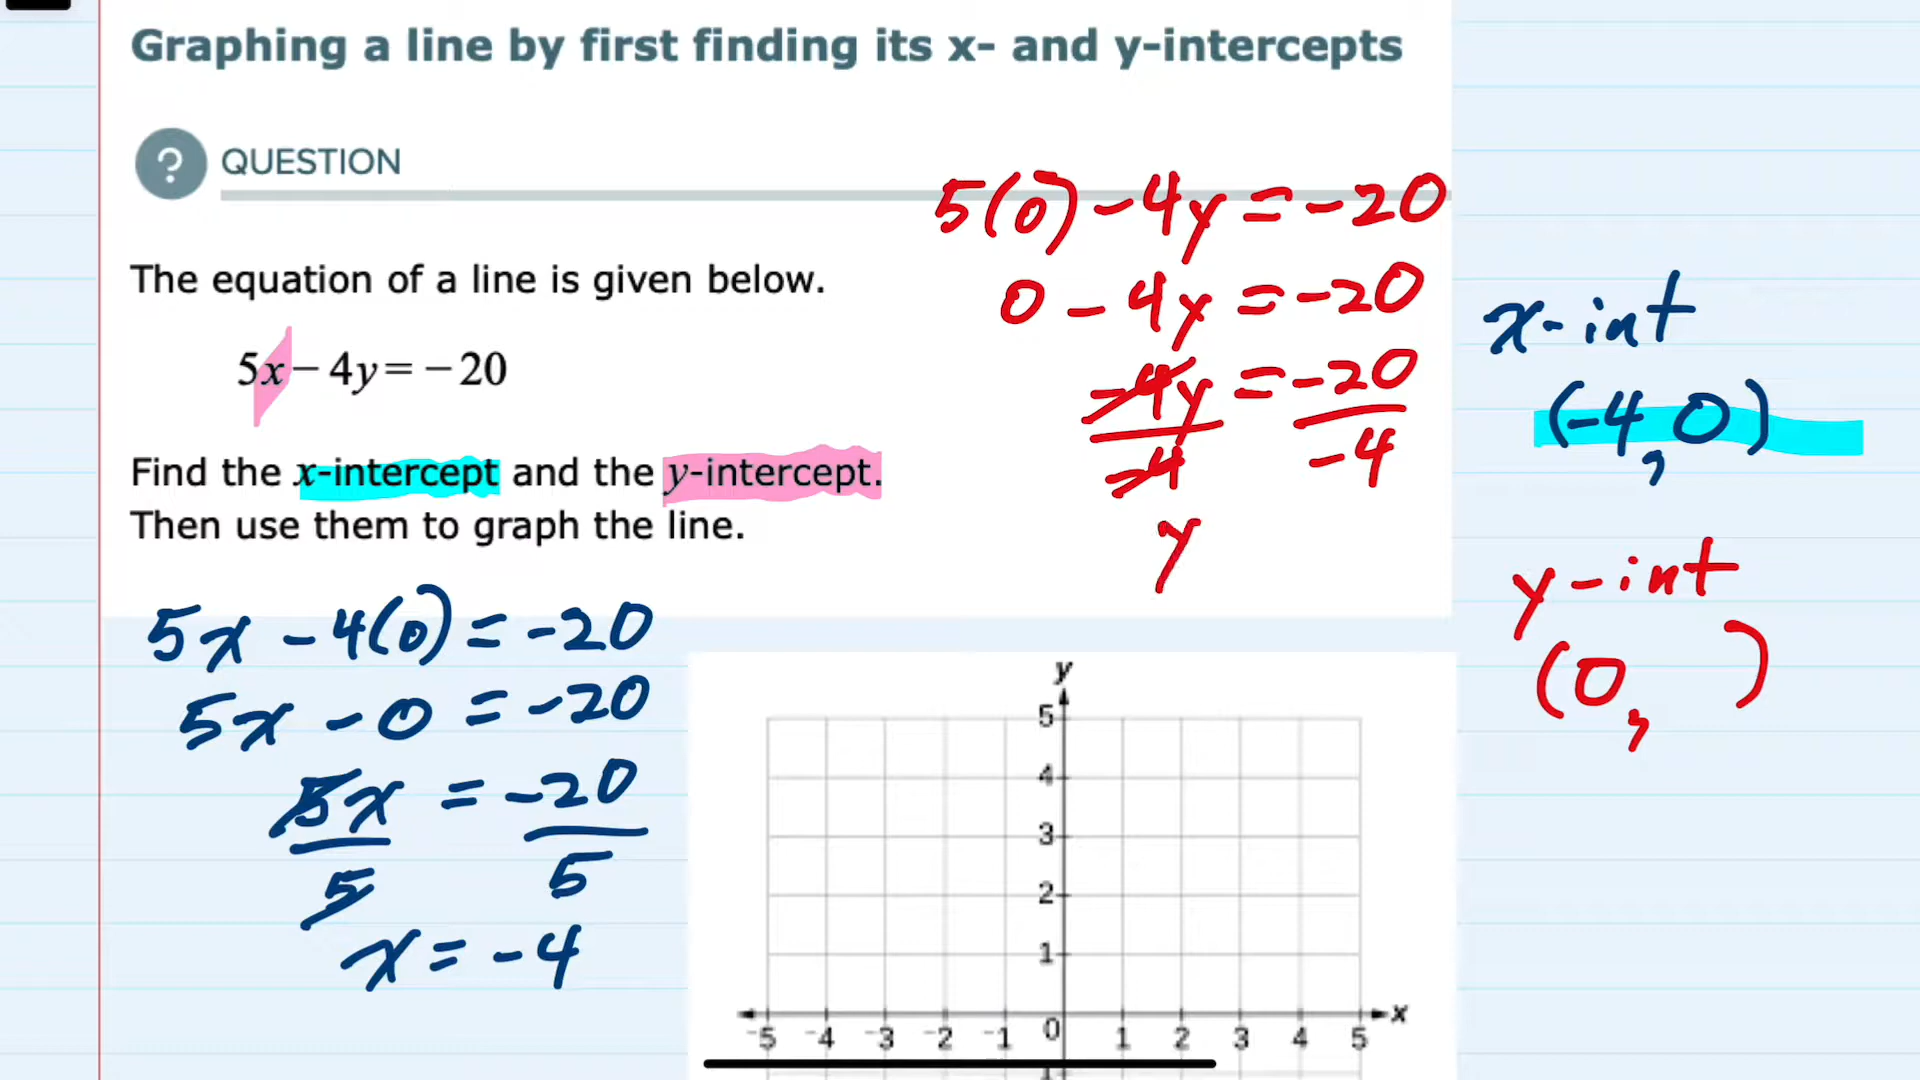 Graphing a line by first finding its x- and y-intercepts
?
QUESTION
The equation of a line is given below.
5x − 4y = − 20
Find the x-intercept and the y-intercept.
Then use them to graph the line.
5(0) - 4y = -20
0 - 4y = -20
-4y = -20
-4 -4
y
x-int
(-4, 0)
y-int
(0, )
5x - 4(0) = -20
5x - 0 = -20
5x = -20
5 5
x = -4
y
5
4
3
2
1
x
-5 -4 -3 -2 -1 0 1 2 3 4 5